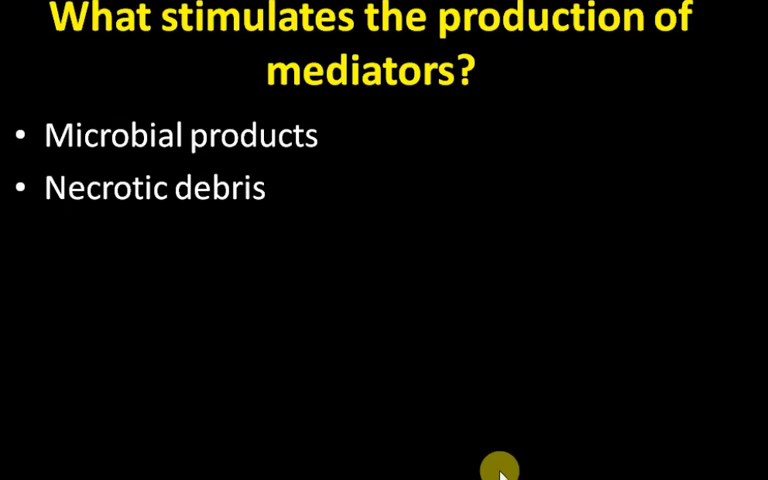 What stimulates the production of
mediators?
• Microbial products
• Necrotic debris